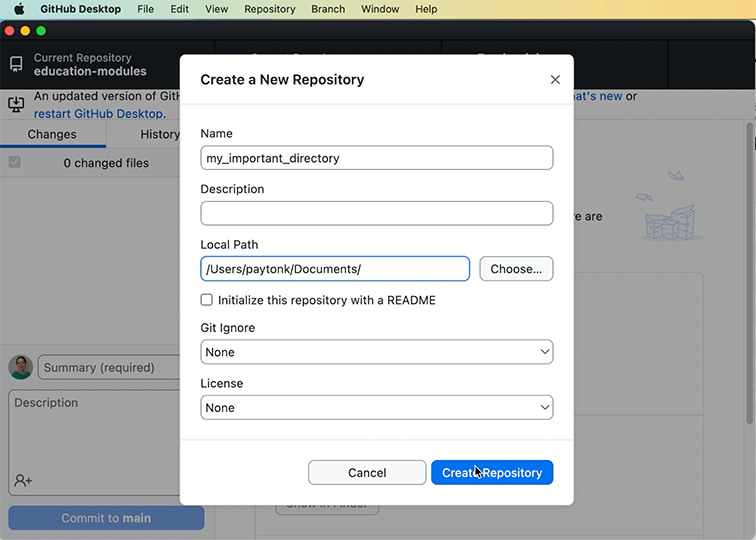 GitHub Desktop File Edit View Repository Branch Window Help
Current Repository
education-modules
An updated version of GitH
at's new or
restart GitHub Desktop.
Changes History
0 changed files
Create a New Repository
Name
my_important_directory
Description
re are
Local Path
/Users/paytonk/Documents/ Choose...
Initialize this repository with a README
Git Ignore
None
License
None
Summary (required)
Description
Cancel Create Repository
Show in Finder
Commit to main